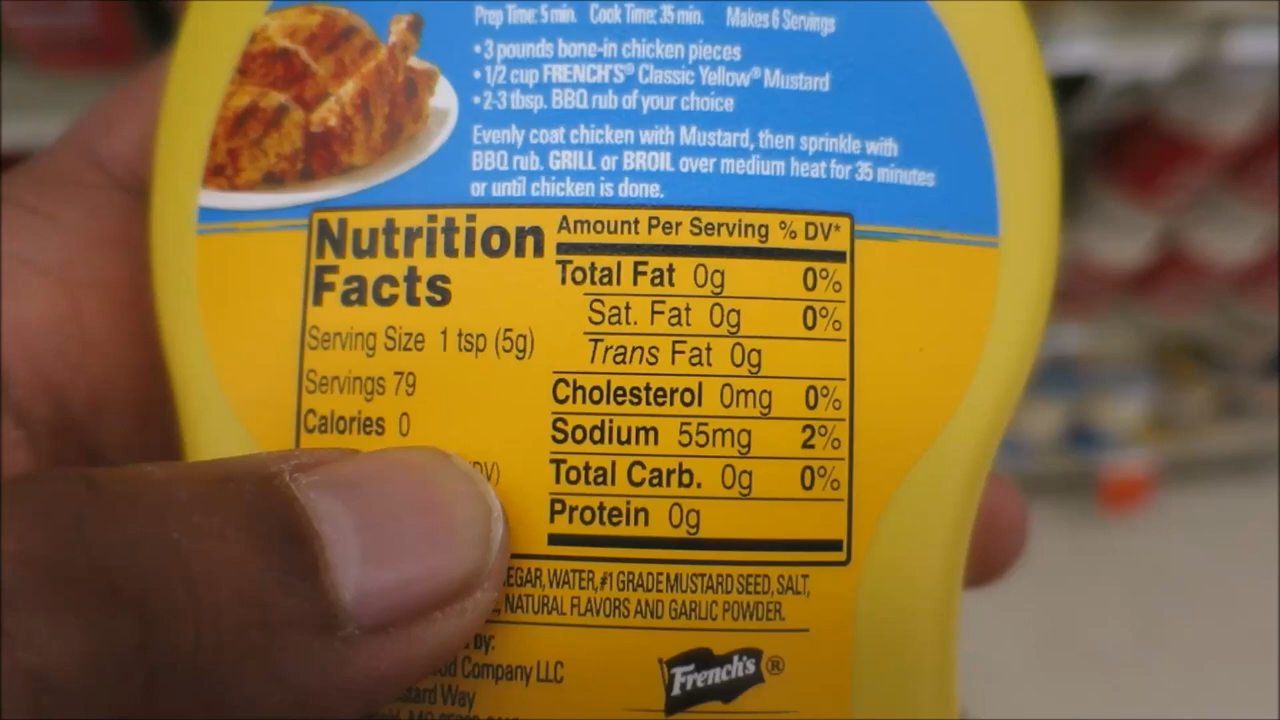 Prep Time: 5 min. Cook Time: 35 min. Makes 6 Servings
• 3 pounds bone-in chicken pieces
• 1/2 cup FRENCH'S® Classic Yellow® Mustard
• 2-3 tbsp. BBQ rub of your choice
Evenly coat chicken with Mustard, then sprinkle with
BBQ rub. GRILL or BROIL over medium heat for 35 minutes
or until chicken is done.
Nutrition
Facts
Serving Size 1 tsp (5g)
Servings 79
Calories 0
DV)
Amount Per Serving % DV*
Total Fat 0g 0%
Sat. Fat 0g 0%
Trans Fat 0g
Cholesterol 0mg 0%
Sodium 55mg 2%
Total Carb. 0g 0%
Protein 0g
EGAR, WATER, #1 GRADE MUSTARD SEED, SALT,
, NATURAL FLAVORS AND GARLIC POWDER.
by:
od Company LLC
stard Way
French's®